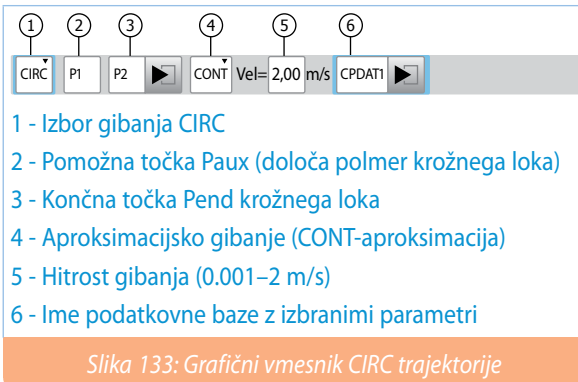 1 2 3 4 5 6
CIRC P1 P2 CONT Vel= 2,00 m/s CPDAT1
1 - Izbor gibanja CIRC
2 - Pomožna točka Paux (določa polmer krožnega loka)
3 - Končna točka Pend krožnega loka
4 - Aproksimacijsko gibanje (CONT-aproksimacija)
5 - Hitrost gibanja (0.001–2 m/s)
6 - Ime podatkovne baze z izbranimi parametri
Slika 133: Grafični vmesnik CIRC trajektorije